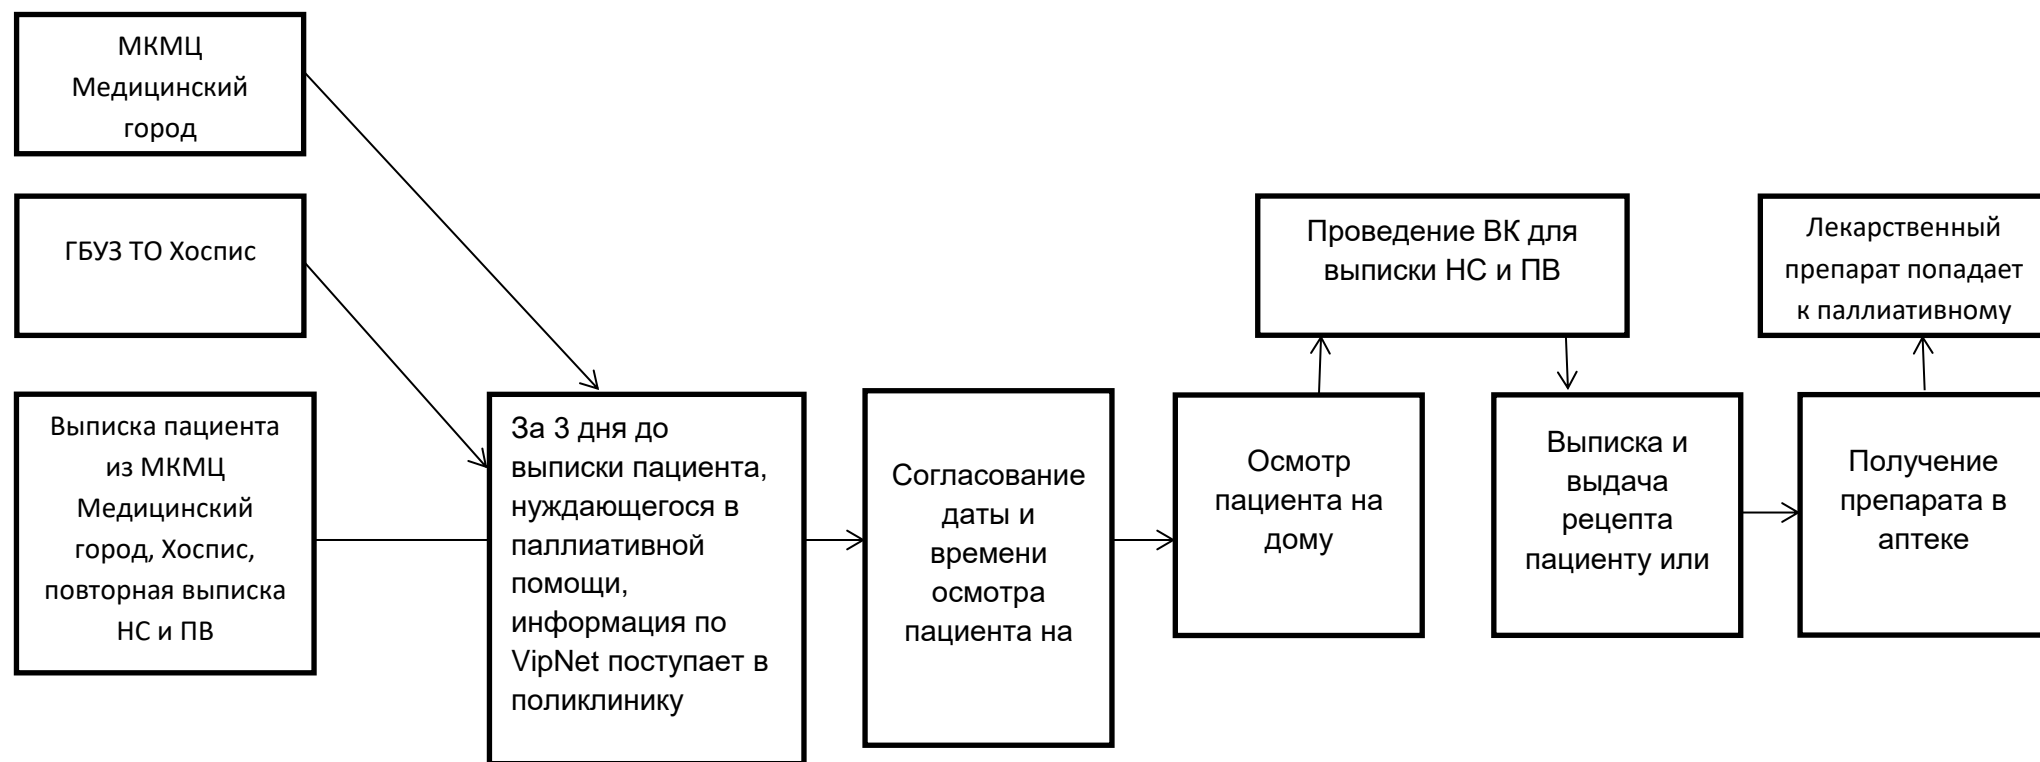 МКМЦ
Медицинский
город
ГБУЗ ТО Хоспис
Выписка пациента
из МКМЦ
Медицинский
город, Хоспис,
повторная выписка
НС и ПВ
За 3 дня до
выписки пациента,
нуждающегося в
паллиативной
помощи,
информация по
VipNet поступает в
поликлинику
Согласование
даты и
времени
осмотра
пациента на
Осмотр
пациента на
дому
Проведение ВК для
выписки НС и ПВ
Выписка и
выдача
рецепта
пациенту или
Получение
препарата в
аптеке
Лекарственный
препарат попадает
к паллиативному